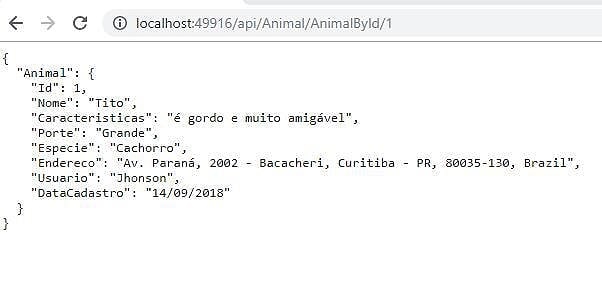 localhost:49916/api/Animal/AnimalById/1
{
  "Animal": {
    "Id": 1,
    "Nome": "Tito",
    "Caracteristicas": "é gordo e muito amigável",
    "Porte": "Grande",
    "Especie": "Cachorro",
    "Endereco": "Av. Paraná, 2002 - Bacacheri, Curitiba - PR, 80035-130, Brazil",
    "Usuario": "Jhonson",
    "DataCadastro": "14/09/2018"
  }
}